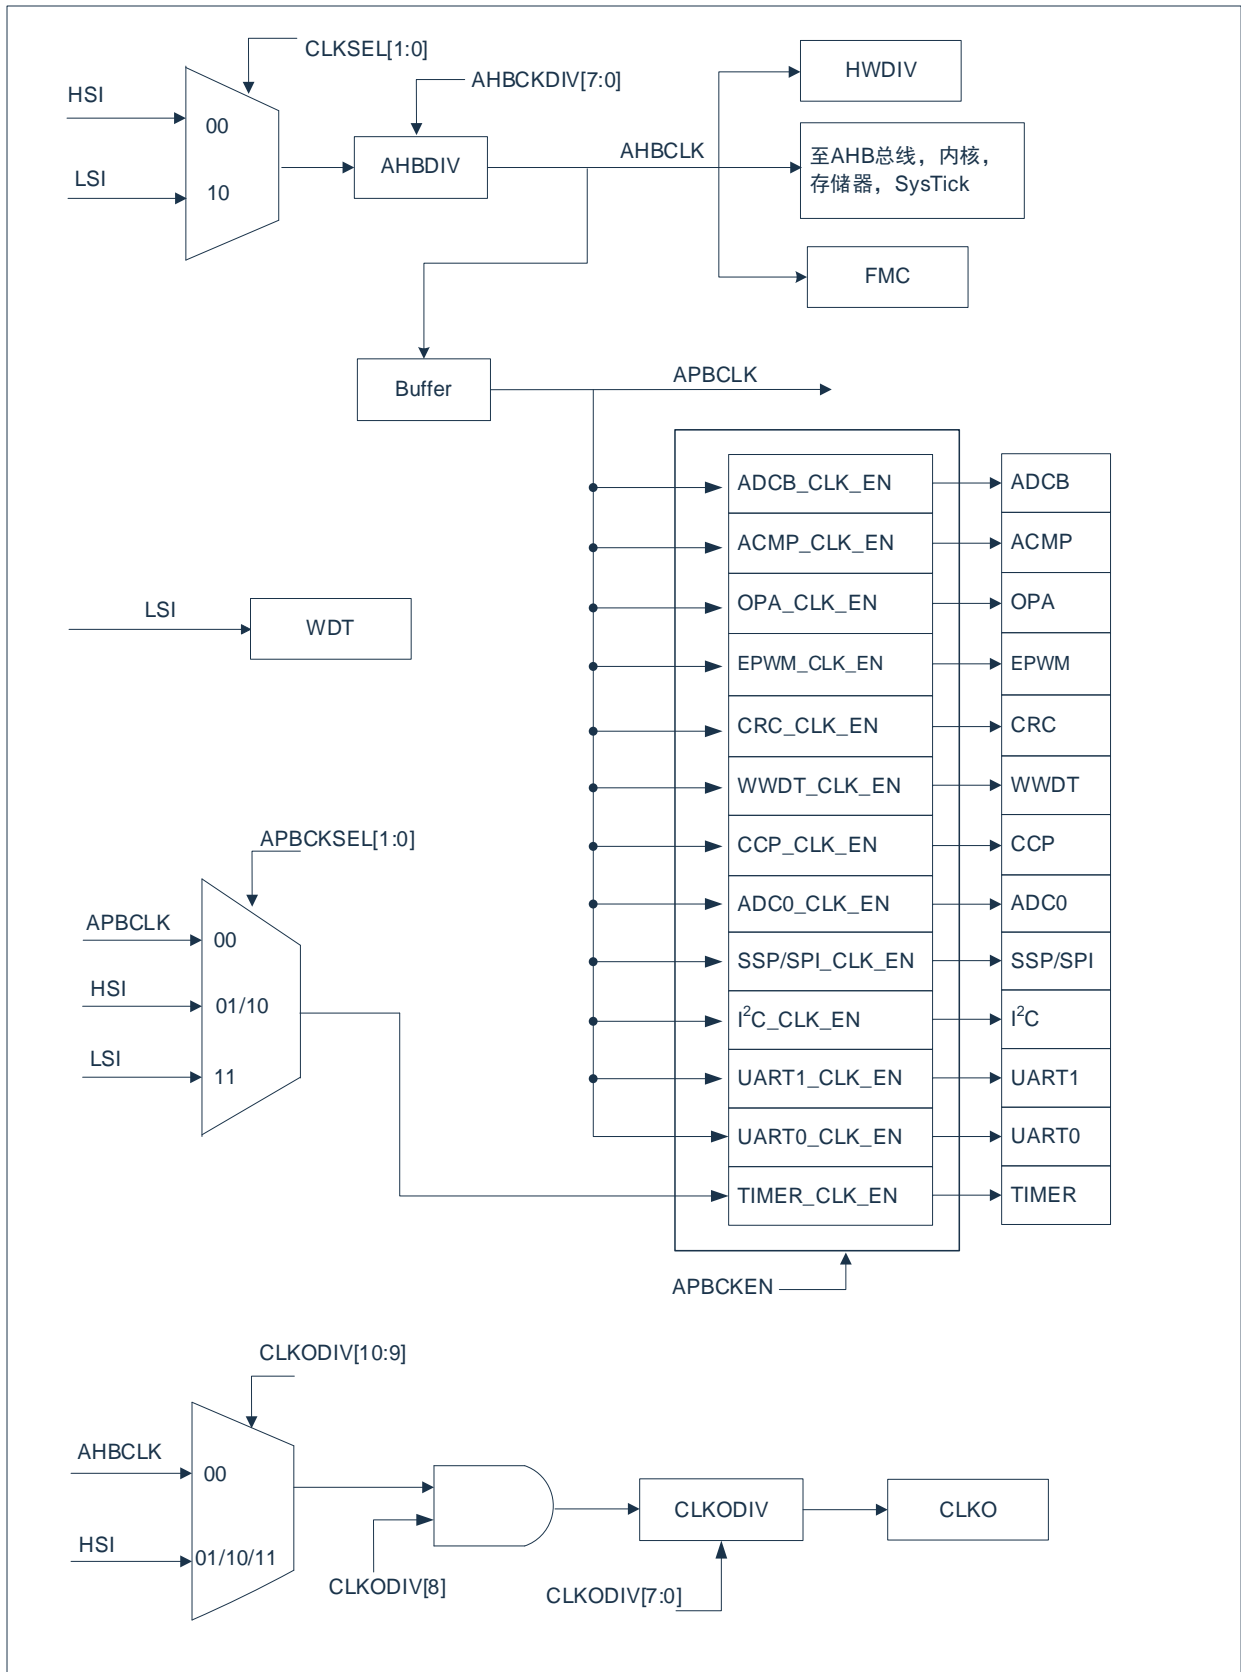 CLKSEL[1:0]
HSI
00
LSI
10
AHBCKDIV[7:0]
AHBDIV
AHBCLK
HWDIV
至AHB总线，内核，
存储器，SysTick
FMC
Buffer
APBCLK
ADCB_CLK_EN
ADCB
ACMP_CLK_EN
ACMP
OPA_CLK_EN
OPA
EPWM_CLK_EN
EPWM
CRC_CLK_EN
CRC
WWDT_CLK_EN
WWDT
CCP_CLK_EN
CCP
ADC0_CLK_EN
ADC0
SSP/SPI_CLK_EN
SSP/SPI
I²C_CLK_EN
I²C
UART1_CLK_EN
UART1
UART0_CLK_EN
UART0
TIMER_CLK_EN
TIMER
APBCKEN
LSI
WDT
APBCKSEL[1:0]
APBCLK
00
HSI
01/10
LSI
11
CLKODIV[10:9]
AHBCLK
00
HSI
01/10/11
CLKODIV[8]
CLKODIV
CLKODIV[7:0]
CLKO